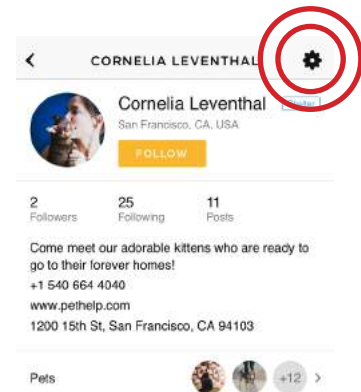 CORNELIA LEVENTHAL
Cornelia Leventhal
San Francisco, CA, USA
FOLLOW
2 25 11
Followers Following Posts
Come meet our adorable kittens who are ready to
go to their forever homes!
+1 540 664 4040
www.pethelp.com
1200 15th St, San Francisco, CA 94103
Pets +12